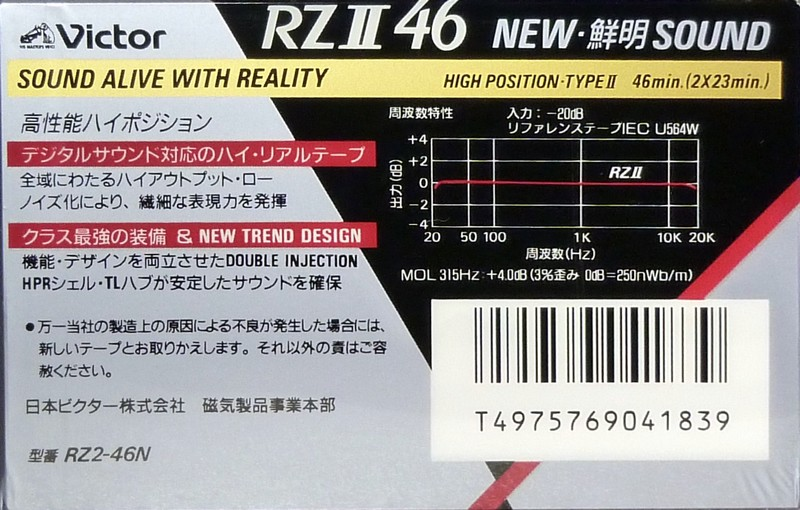 Victor
RZ II 46 NEW・鮮明 SOUND
SOUND ALIVE WITH REALITY
HIGH POSITION・TYPE II 46min.(2X23min.)
高性能ハイポジション
デジタルサウンド対応のハイ・リアルテープ
全域にわたるハイアウトプット・ロー
ノイズ化により、繊細な表現力を発揮
クラス最強の装備 & NEW TREND DESIGN
機能・デザインを両立させたDOUBLE INJECTION
HPRシェル・TLハブが安定したサウンドを確保
●万一当社の製造上の原因による不良が発生した場合には、
新しいテープとお取りかえします。それ以外の責はご容
赦ください。
日本ビクター株式会社 磁気製品事業本部
型番 RZ2-46N
周波数特性
入力:-20dB
リファレンステープIEC U564W
出力(dB)
+4
+2
0
-2
-4
RZII
20 50 100 1K 10K 20K
周波数(Hz)
MOL 315Hz:+4.0dB(3%歪み 0dB=250nWb/m)
T4975769041839